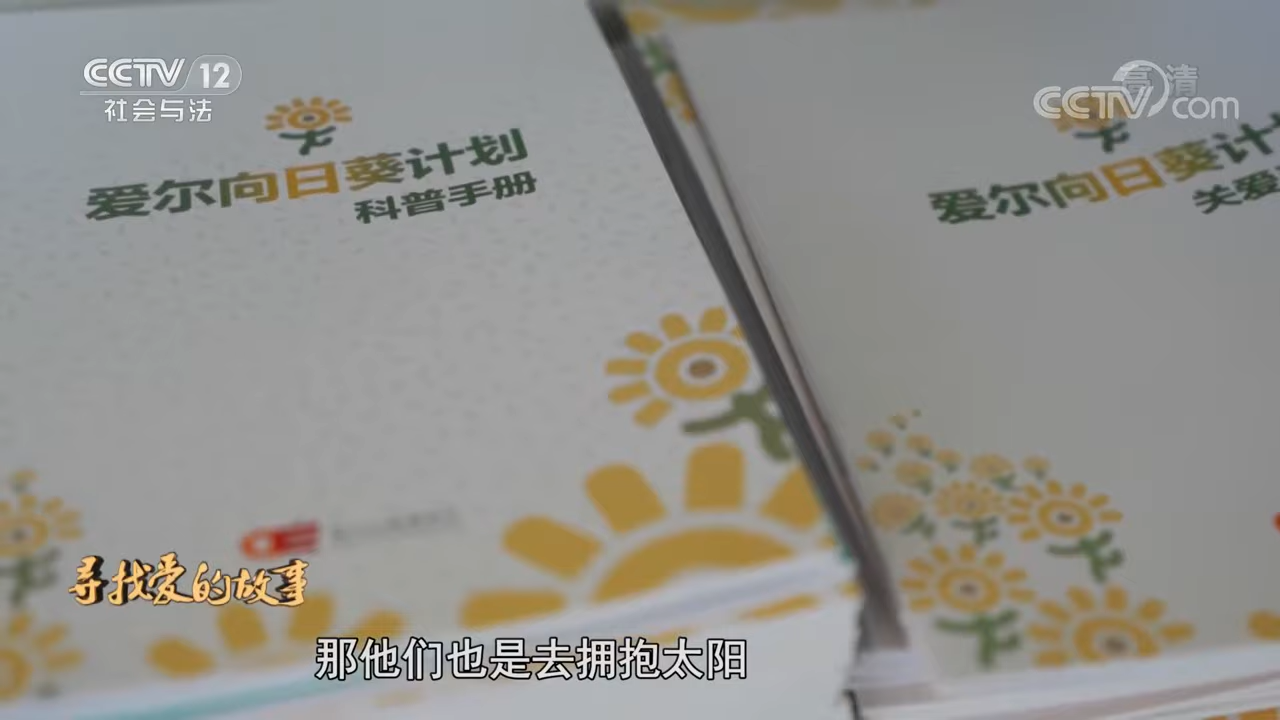 CCTV 12
社会与法
高清
CCTV com
爱尔向日葵计划
科普手册
爱尔向日葵计
关爱
寻找爱的故事
那他们也是去拥抱太阳